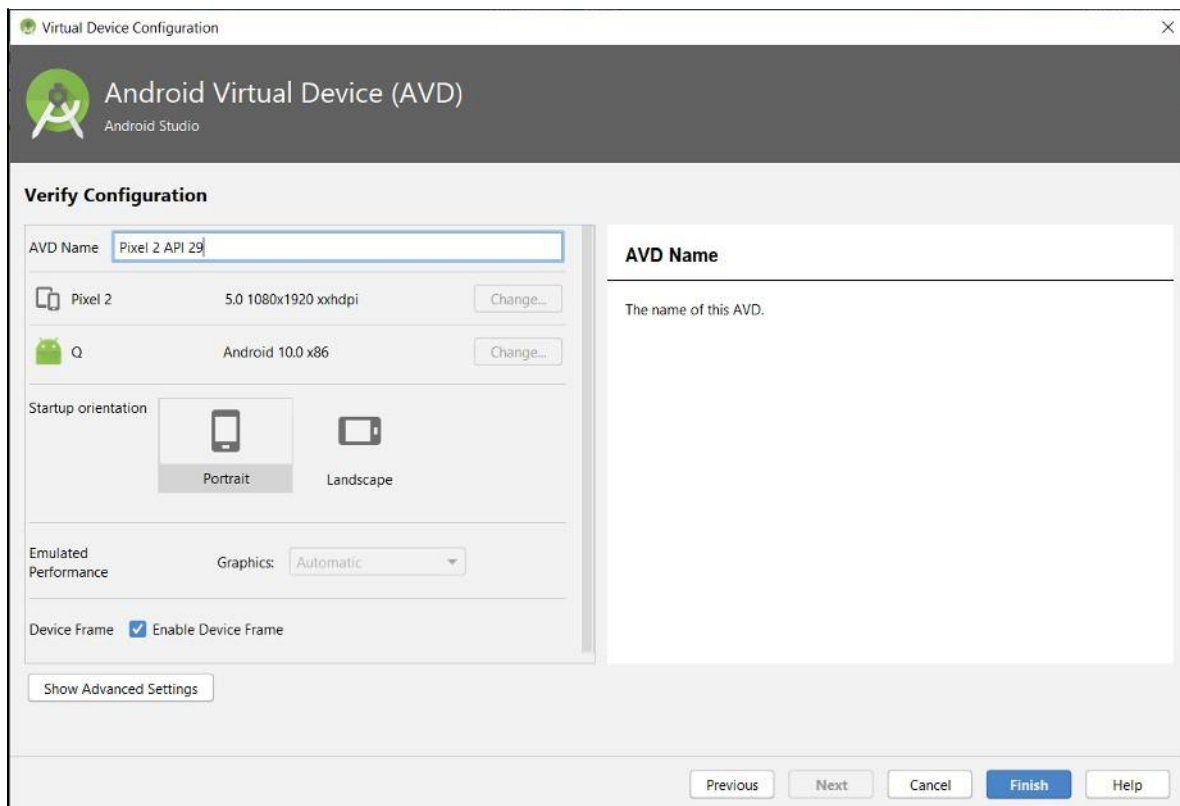 Virtual Device Configuration
Android Virtual Device (AVD)
Android Studio
Verify Configuration
AVD Name Pixel 2 API 29
Pixel 2 5.0 1080x1920 xxhdpi Change...
Q Android 10.0 x86 Change...
Startup orientation
Portrait Landscape
Emulated
Performance
Graphics: Automatic
Device Frame Enable Device Frame
AVD Name
The name of this AVD.
Show Advanced Settings
Previous Next Cancel Finish Help